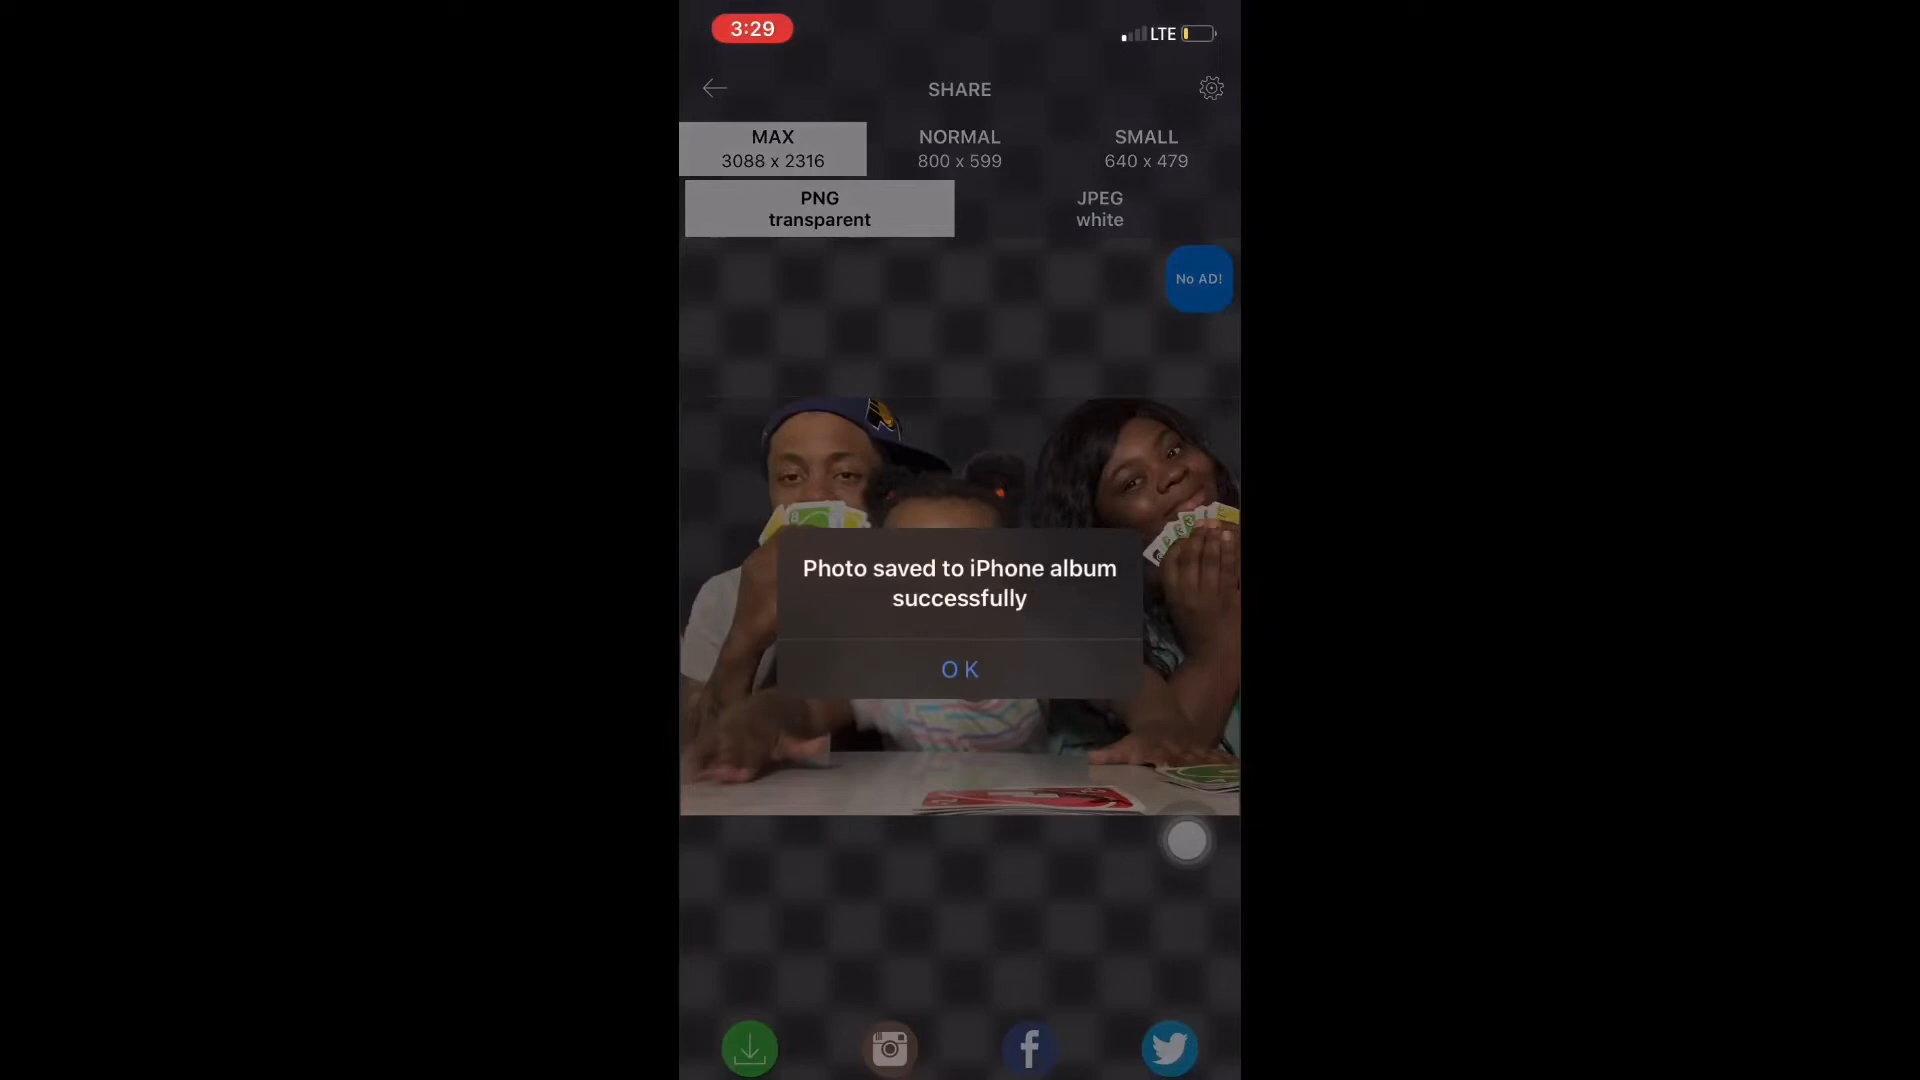 3:29
LTE
SHARE
MAX
3088 x 2316
NORMAL
800 x 599
SMALL
640 x 479
PNG
transparent
JPEG
white
No AD!
Photo saved to iPhone album
successfully
OK